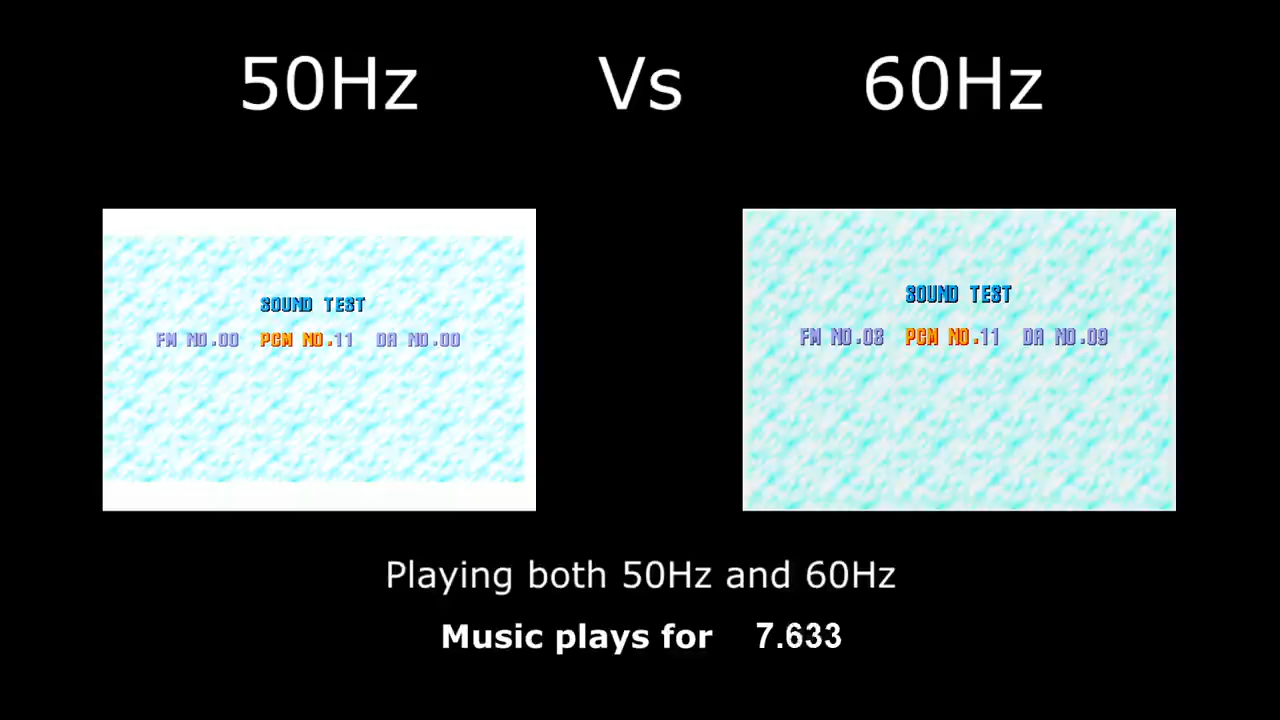 50Hz Vs 60Hz
SOUND TEST
FM NO.00 PCM NO.11 DA NO.00
SOUND TEST
FM NO.08 PCM NO.11 DA NO.09
Playing both 50Hz and 60Hz
Music plays for 7.633